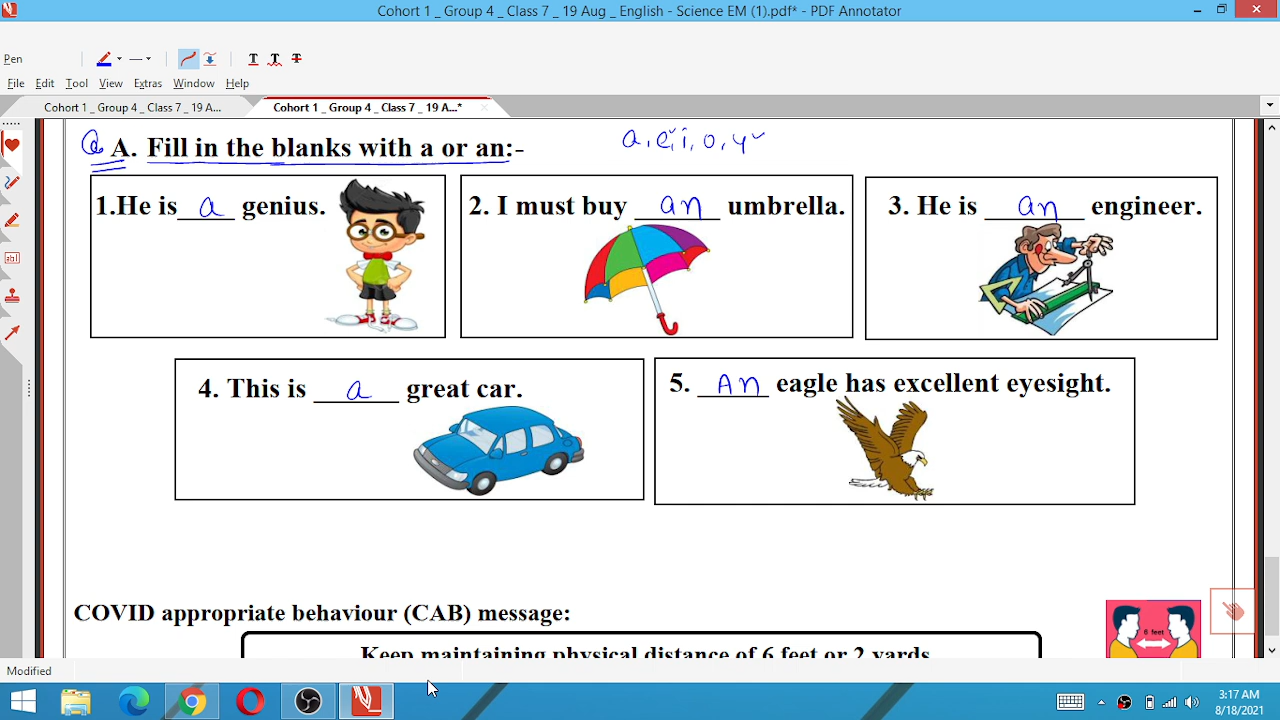 Cohort 1 _ Group 4 _ Class 7 _ 19 Aug _ English - Science EM (1).pdf* - PDF Annotator
Pen
T T T
File Edit Tool View Extras Window Help
Cohort 1 _ Group 4 _ Class 7 _ 19 A... Cohort 1 _ Group 4 _ Class 7 _ 19 A...*
A. Fill in the blanks with a or an:- a, e, i, o, u
1.He is a genius. 2. I must buy an umbrella. 3. He is an engineer.
4. This is a great car. 5. An eagle has excellent eyesight.
COVID appropriate behaviour (CAB) message:
6 feet
Keep maintaining physical distance of 6 feet or 2 yards
Modified
3:17 AM
8/18/2021